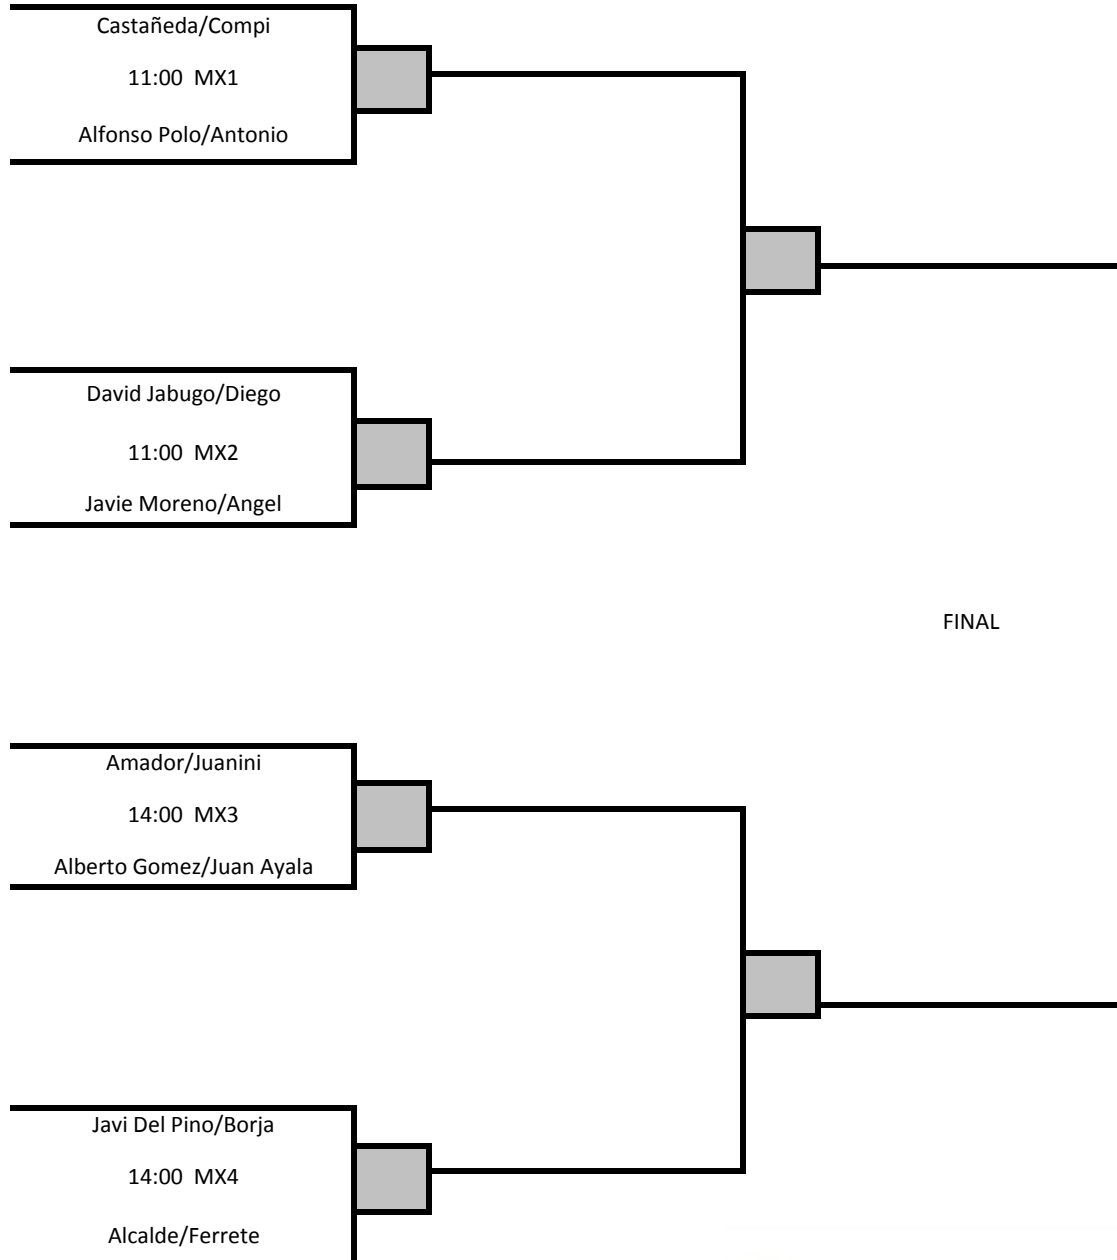 Castañeda/Compi
11:00  MX1
Alfonso Polo/Antonio
David Jabugo/Diego
11:00  MX2
Javie Moreno/Angel
FINAL
Amador/Juanini
14:00  MX3
Alberto Gomez/Juan Ayala
Javi Del Pino/Borja
14:00  MX4
Alcalde/Ferrete